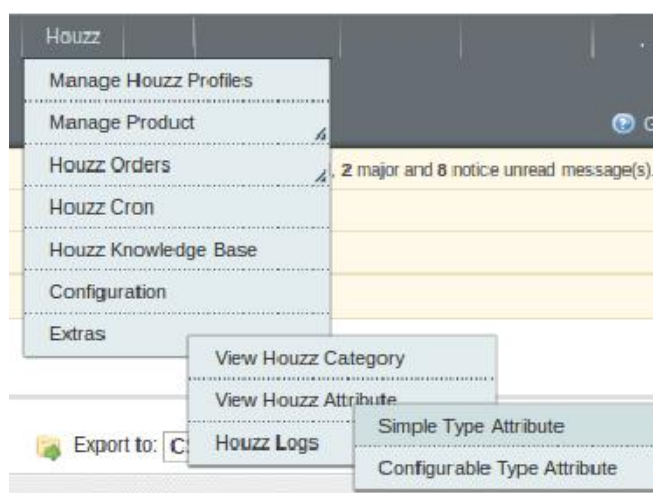 Houzz
Manage Houzz Profiles
Manage Product
Houzz Orders
, 2 major and 8 notice unread message(s).
Houzz Cron
Houzz Knowledge Base
Configuration
Extras
View Houzz Category
View Houzz Attribute
Simple Type Attribute
Export to:
Houzz Logs
Configurable Type Attribute